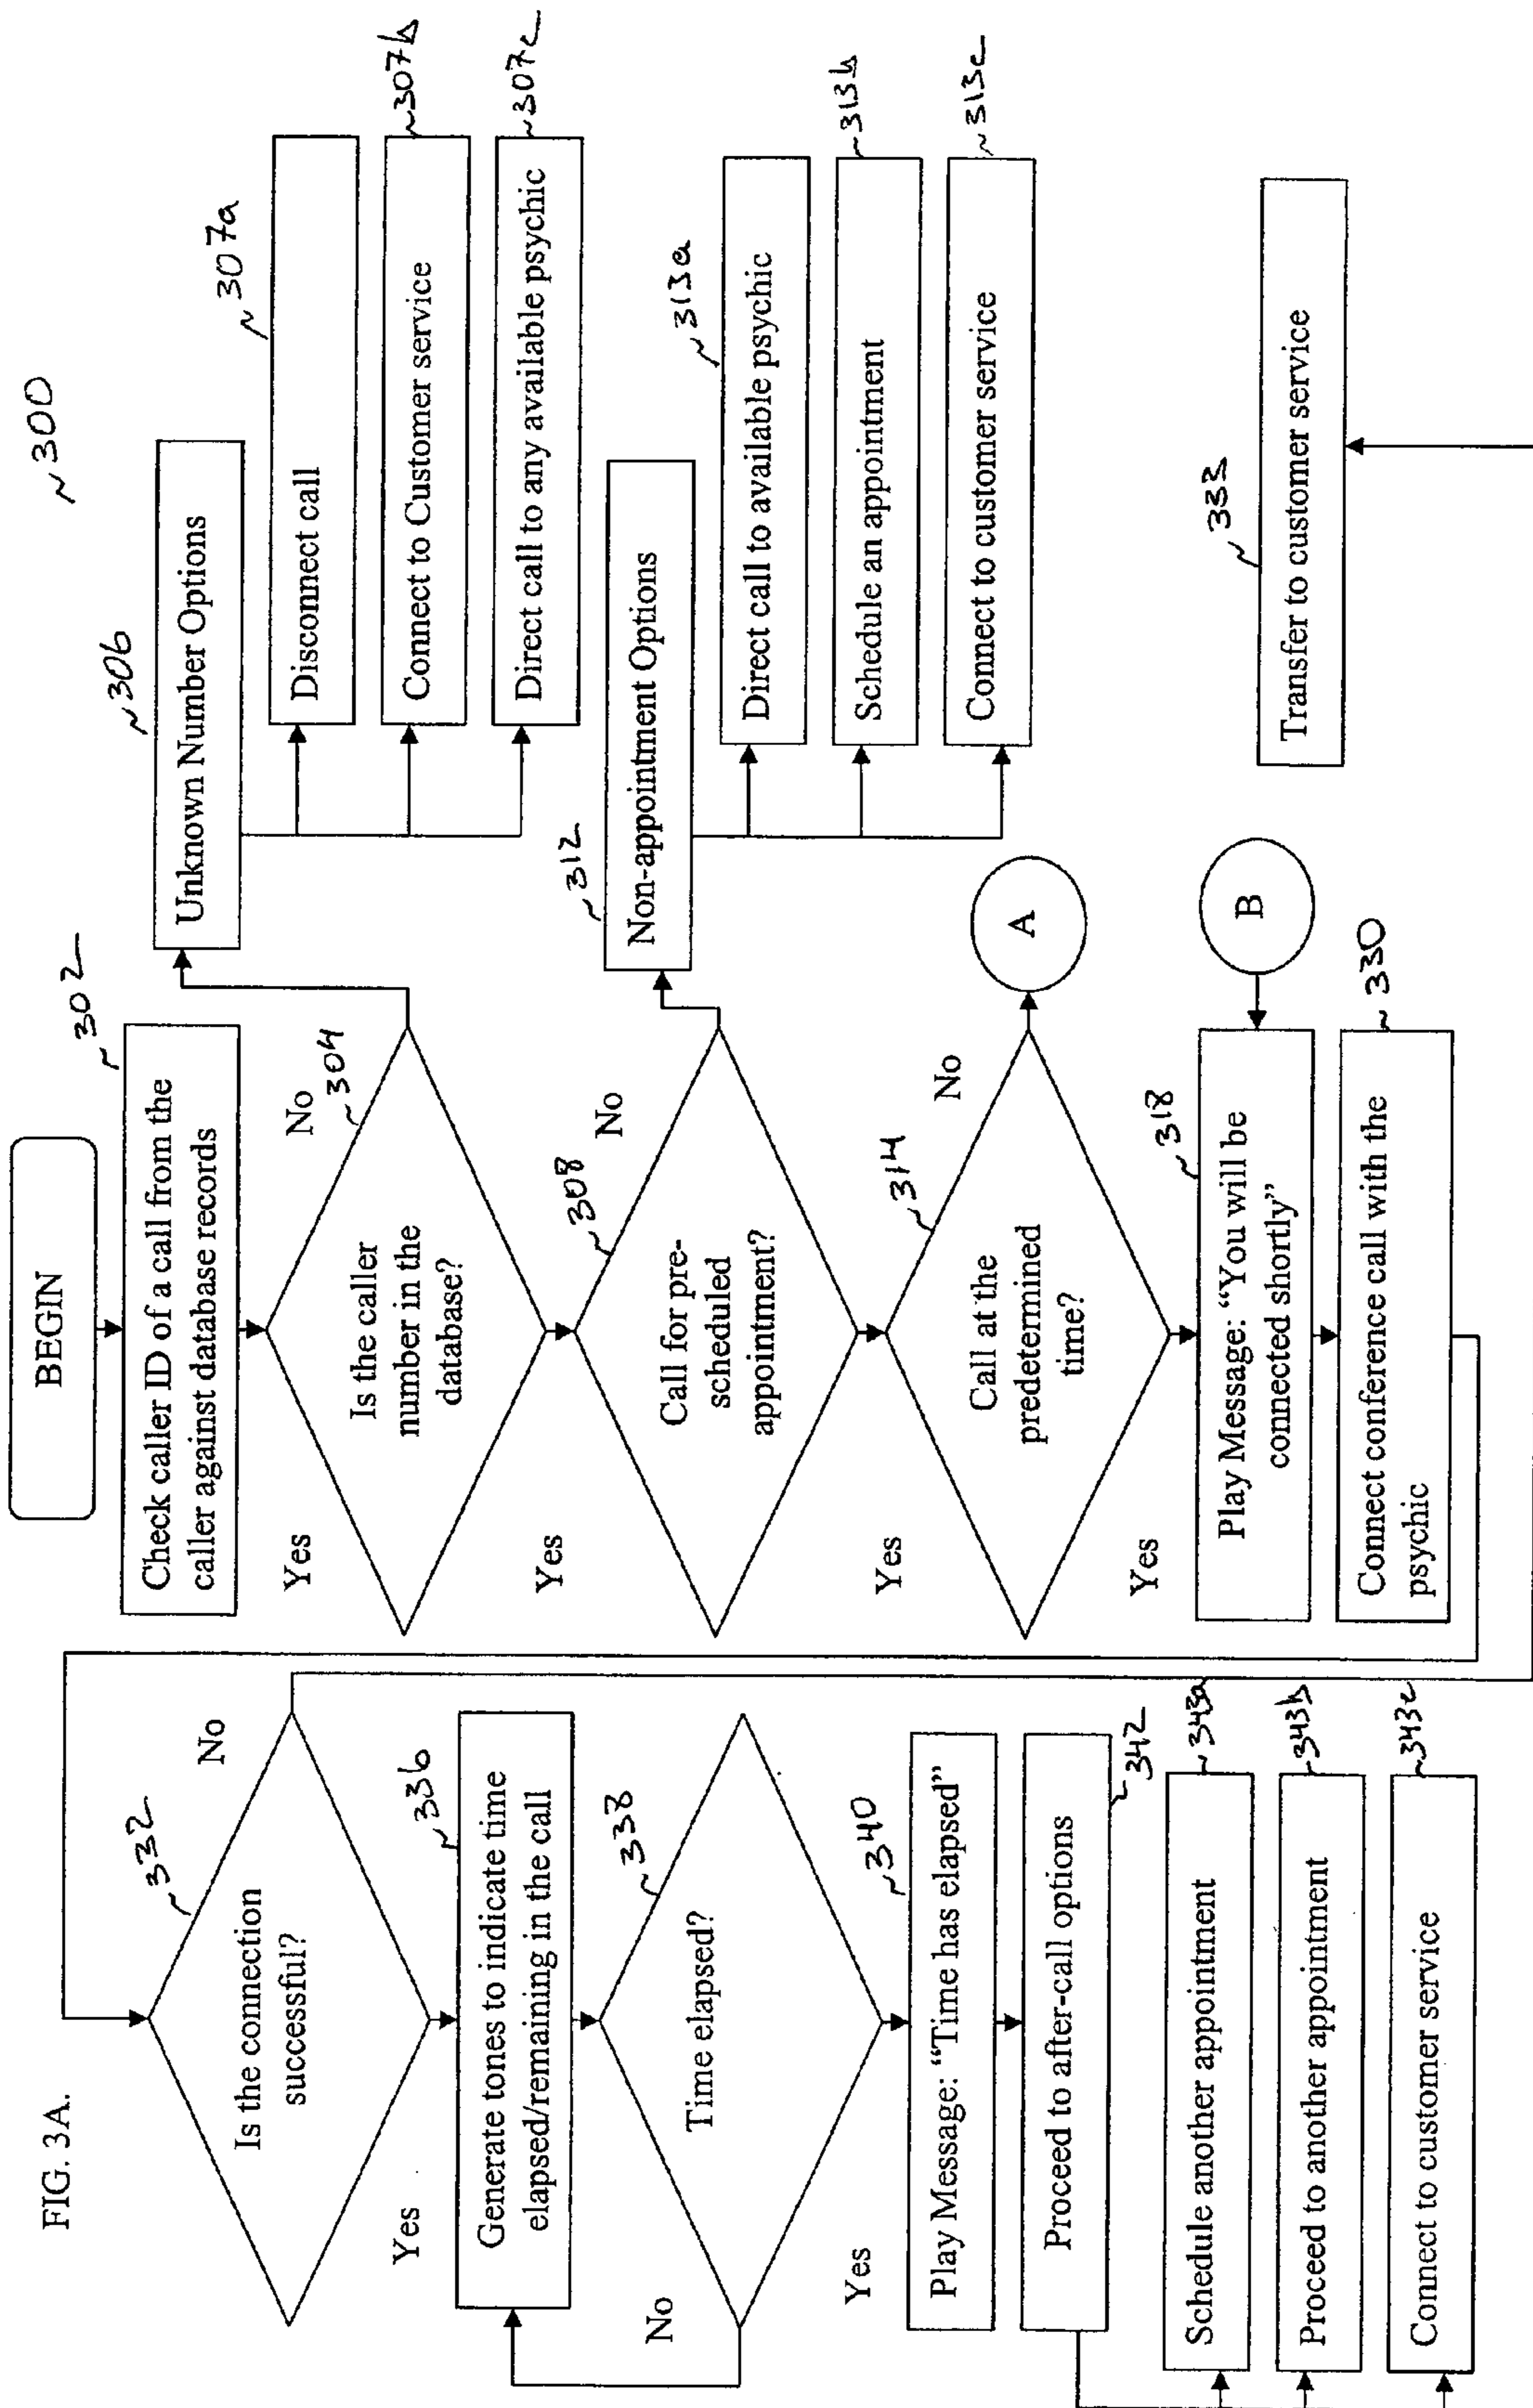 FIG. 3A.
~300
BEGIN
~302
Check caller ID of a call from the
caller against database records
~304
Is the caller
number in the
database?
Yes
No
~306
Unknown Number Options
~307a
Disconnect call
~307b
Connect to Customer service
~307c
Direct call to any available psychic
~308
Call for pre-
scheduled
appointment?
Yes
No
~312
Non-appointment Options
~313a
Direct call to available psychic
~313b
Schedule an appointment
~313c
Connect to customer service
~314
Call at the
predetermined
time?
Yes
No
A
Yes
~318
Play Message: “You will be
connected shortly”
B
~330
Connect conference call with the
psychic
~332
Is the connection
successful?
Yes
No
~333
Transfer to customer service
~336
Generate tones to indicate time
elapsed/remaining in the call
~338
Time elapsed?
No
Yes
~340
Play Message: “Time has elapsed”
~342
Proceed to after-call options
~343a
Schedule another appointment
~343b
Proceed to another appointment
~343c
Connect to customer service